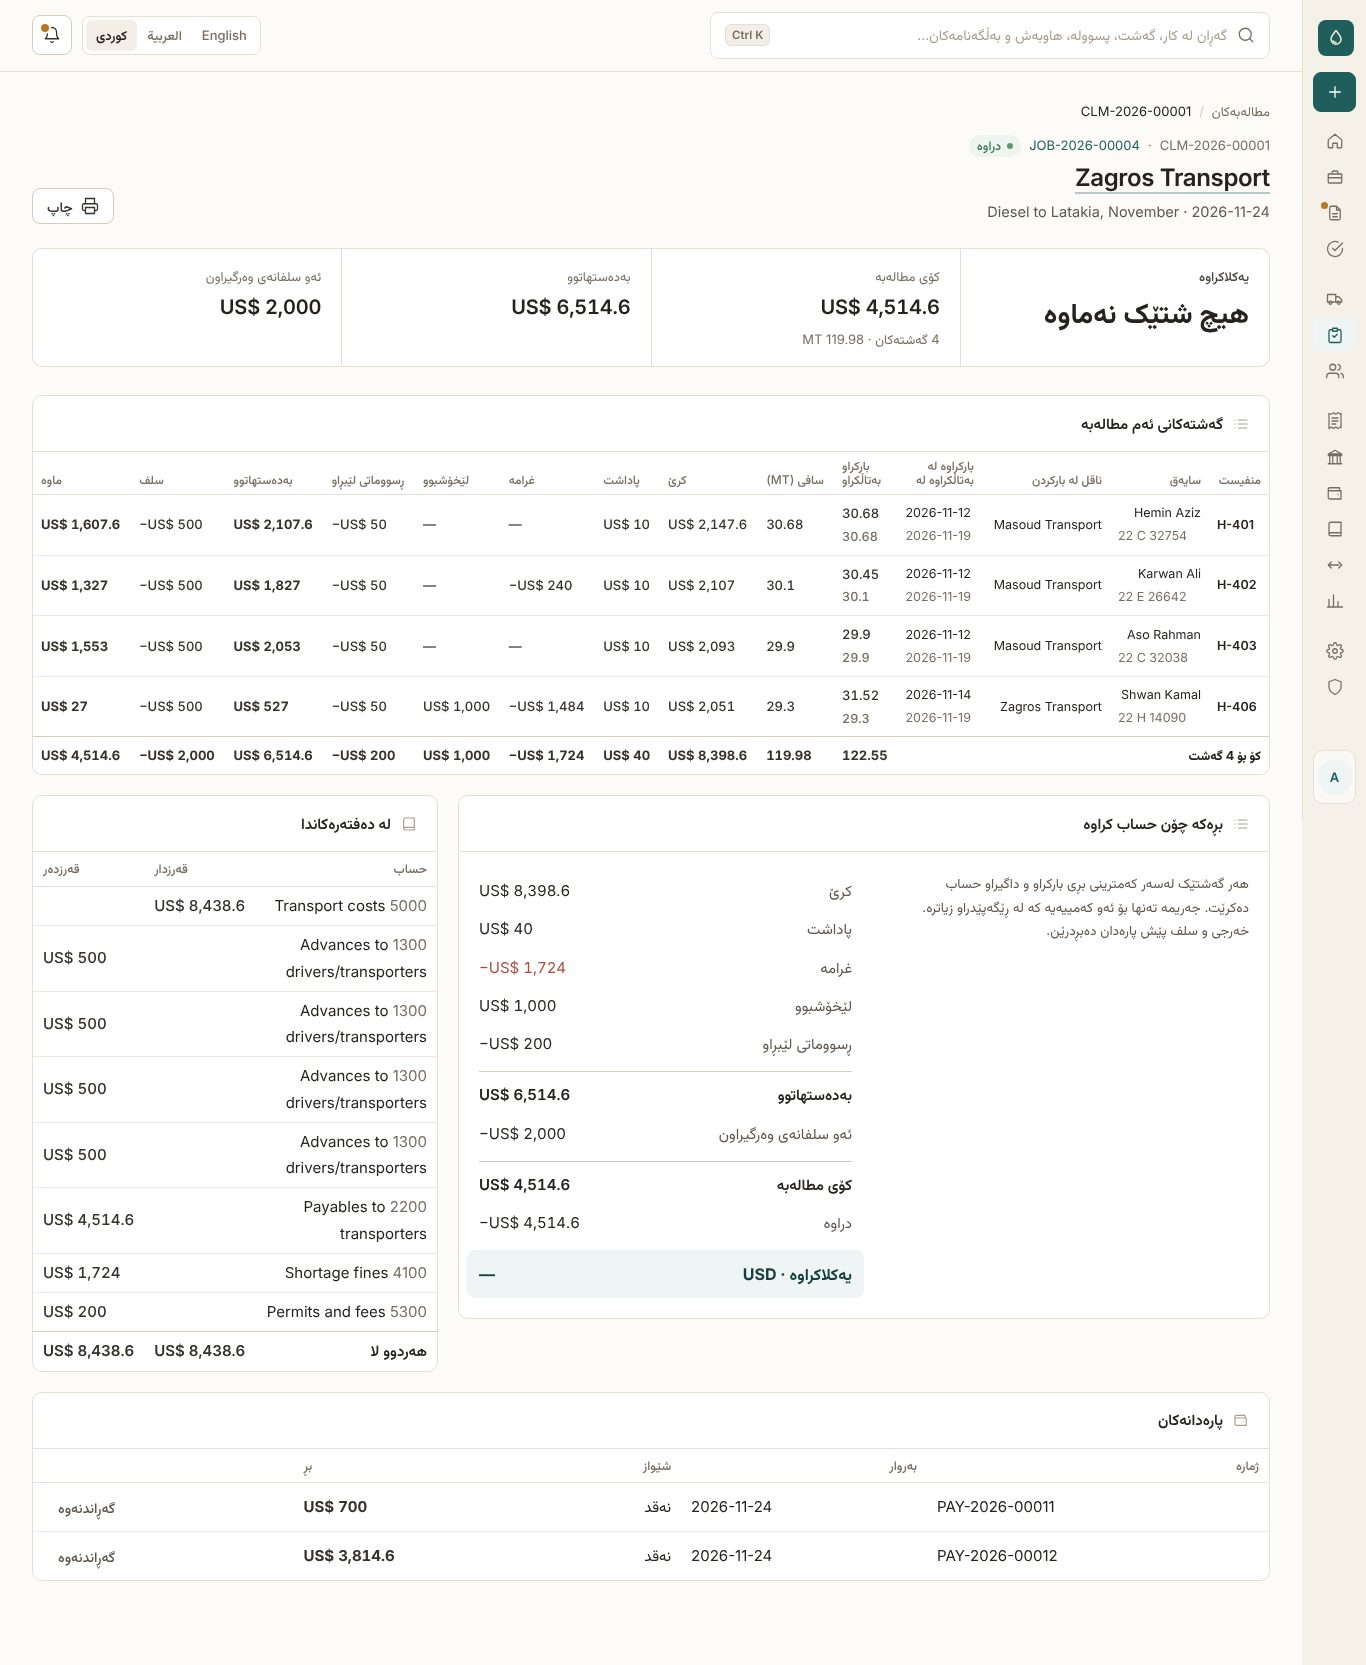 گەڕان لە کار، گەشت، پسوولە، هاوبەش و بەڵگەنامەکان...
Ctrl K
English
العربية
كوردی
مطالەبەکان / CLM-2026-00001
CLM-2026-00001 · JOB-2026-00004 دراوە
Zagros Transport
Diesel to Latakia, November · 2026-11-24
چاپ
یەکلاکراوە
هیچ شتێک نەماوە
کۆی مطالەبە
US$ 4,514.6
4 گەشتەکان · 119.98 MT
بەدەستهاتوو
US$ 6,514.6
ئەو سلفانەی وەرگیراون
US$ 2,000
گەشتەکانی ئەم مطالەبە
منفیست
سایەق
ناقل لە بارکردن
بارکراوە لە
بەتاڵکراوە لە
بارکراو
بەتاڵکراو
سافی (MT)
کرێ
پاداشت
غرامە
لێخۆشبوو
ڕسووماتی لێبڕاو
بەدەستهاتوو
سلف
ماوە
H-401
Hemin Aziz
22 C 32754
Masoud Transport
2026-11-12
2026-11-19
30.68
30.68
30.68
US$ 2,147.6
US$ 10
—
—
−US$ 50
US$ 2,107.6
−US$ 500
US$ 1,607.6
H-402
Karwan Ali
22 E 26642
Masoud Transport
2026-11-12
2026-11-19
30.45
30.1
30.1
US$ 2,107
US$ 10
−US$ 240
—
−US$ 50
US$ 1,827
−US$ 500
US$ 1,327
H-403
Aso Rahman
22 C 32038
Masoud Transport
2026-11-12
2026-11-19
29.9
29.9
29.9
US$ 2,093
US$ 10
—
—
−US$ 50
US$ 2,053
−US$ 500
US$ 1,553
H-406
Shwan Kamal
22 H 14090
Zagros Transport
2026-11-14
2026-11-19
31.52
29.3
29.3
US$ 2,051
US$ 10
−US$ 1,484
US$ 1,000
−US$ 50
US$ 527
−US$ 500
US$ 27
کۆ بۆ 4 گەشت
122.55
119.98
US$ 8,398.6
US$ 40
−US$ 1,724
US$ 1,000
−US$ 200
US$ 6,514.6
−US$ 2,000
US$ 4,514.6
A
بڕەکە چۆن حساب کراوە
هەر گەشتێک لەسەر کەمترینی بڕی بارکراو و داگیراو حساب
دەکرێت. جەریمە تەنها بۆ ئەو کەمییەیە کە لە ڕێگەپێدراو زیاترە.
خەرجی و سلف پێش پارەدان دەبڕدرێن.
کرێ US$ 8,398.6
پاداشت US$ 40
غرامە −US$ 1,724
لێخۆشبوو US$ 1,000
ڕسووماتی لێبڕاو −US$ 200
بەدەستهاتوو US$ 6,514.6
ئەو سلفانەی وەرگیراون −US$ 2,000
کۆی مطالەبە US$ 4,514.6
دراوە −US$ 4,514.6
یەکلاکراوە · USD —
لە دەفتەرەکاندا
حساب قەرزدار قەرزدەر
5000 Transport costs US$ 8,438.6
1300 Advances to
drivers/transporters
US$ 500
1300 Advances to
drivers/transporters
US$ 500
1300 Advances to
drivers/transporters
US$ 500
1300 Advances to
drivers/transporters
US$ 500
2200 Payables to
transporters
US$ 4,514.6
4100 Shortage fines US$ 1,724
5300 Permits and fees US$ 200
هەردوو لا US$ 8,438.6 US$ 8,438.6
پارەدانەکان
ژمارە بەروار شێواز بڕ
PAY-2026-00011 2026-11-24 نەقد US$ 700 گەڕاندنەوە
PAY-2026-00012 2026-11-24 نەقد US$ 3,814.6 گەڕاندنەوە